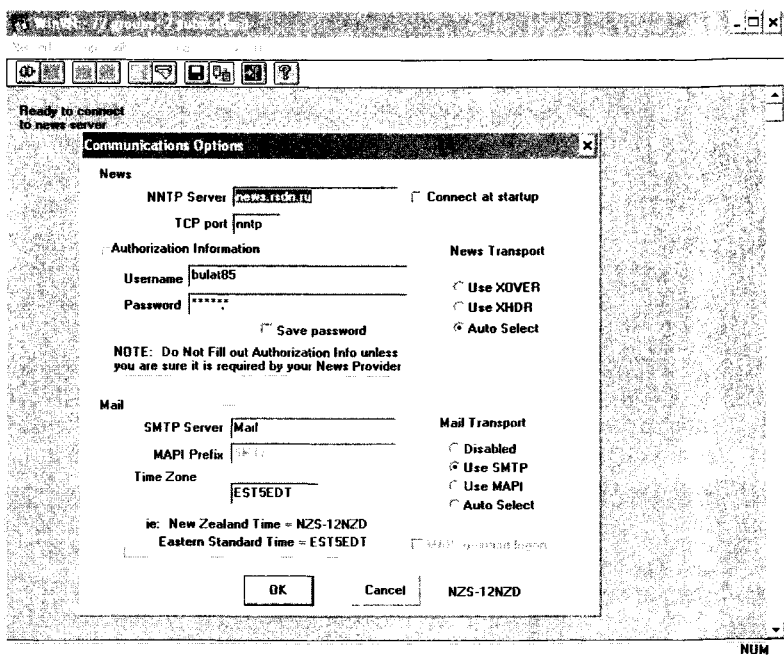 Ready to connect
to news server
Communications Options
News
NNTP Server news.rsdn.ru
Connect at startup
TCP port nntp
Authorization Information
News Transport
Username bulat85
Use XOVER
Password ******
Use XHDR
Save password
Auto Select
NOTE: Do Not Fill out Authorization Info unless
you are sure it is required by your News Provider
Mail
Mail Transport
SMTP Server Mail
Disabled
MAPI Prefix
Use SMTP
Time Zone
Use MAPI
EST5EDT
Auto Select
ie: New Zealand Time = NZS-12NZD
Eastern Standard Time = EST5EDT
OK
Cancel
NZS-12NZD
NUM